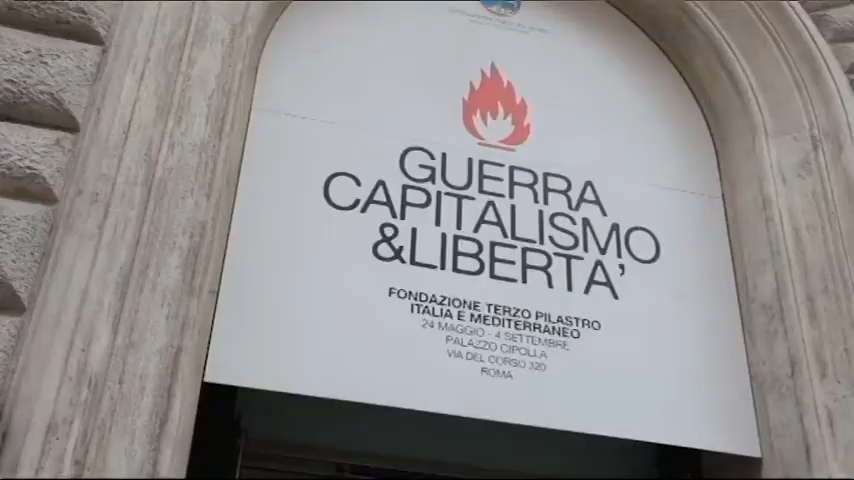 GUERRA
CAPITALISMO
&LIBERTA'
FONDAZIONE TERZO PILASTRO
ITALIA E MEDITERRANEO
24 MAGGIO - 4 SETTEMBRE
PALAZZO CIPOLLA
VIA DEL CORSO 320
ROMA